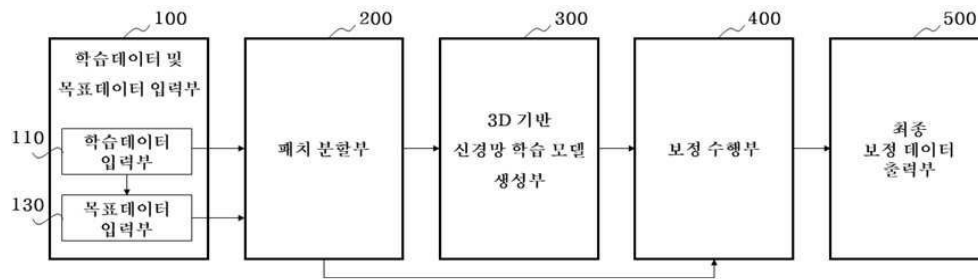 100
200
300
400
500
학습데이터 및
목표데이터 입력부
110
학습데이터
입력부
130
목표데이터
입력부
패치 분할부
3D 기반
신경망 학습 모델
생성부
보정 수행부
최종
보정 데이터
출력부